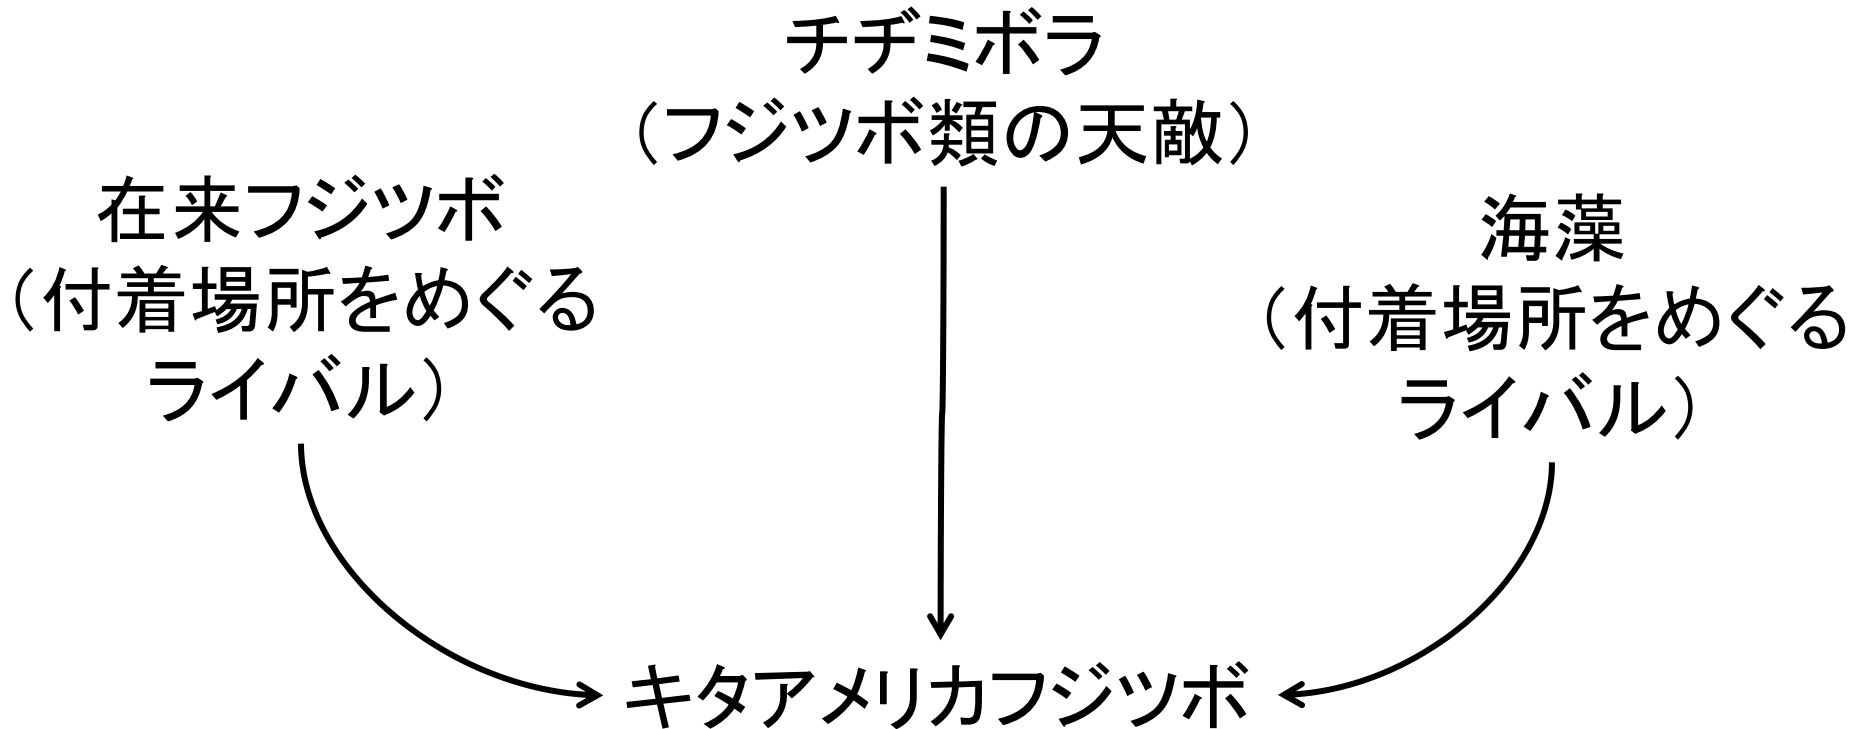 チヂミボラ
（フジツボ類の天敵）
在来フジツボ
（付着場所をめぐる
ライバル）
海藻
（付着場所をめぐる
ライバル）
キタアメリカフジツボ